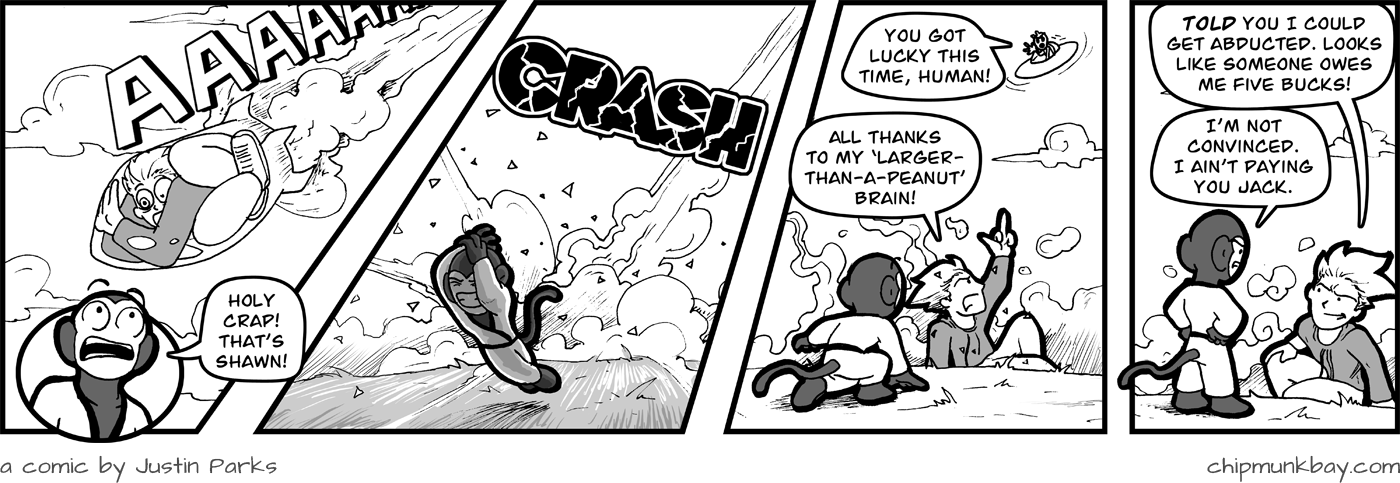 AAAAAAAA
HOLY
CRAP!
THAT'S
SHAWN!
CRASH
YOU GOT
LUCKY THIS
TIME, HUMAN!
ALL THANKS
TO MY 'LARGER-
THAN-A-PEANUT'
BRAIN!
TOLD YOU I COULD
GET ABDUCTED. LOOKS
LIKE SOMEONE OWES
ME FIVE BUCKS!
I'M NOT
CONVINCED.
I AIN'T PAYING
YOU JACK.
a comic by Justin Parks
chipmunkbay.com